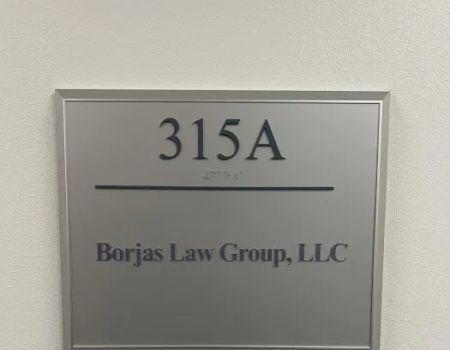 315A
Borjas Law Group, LLC